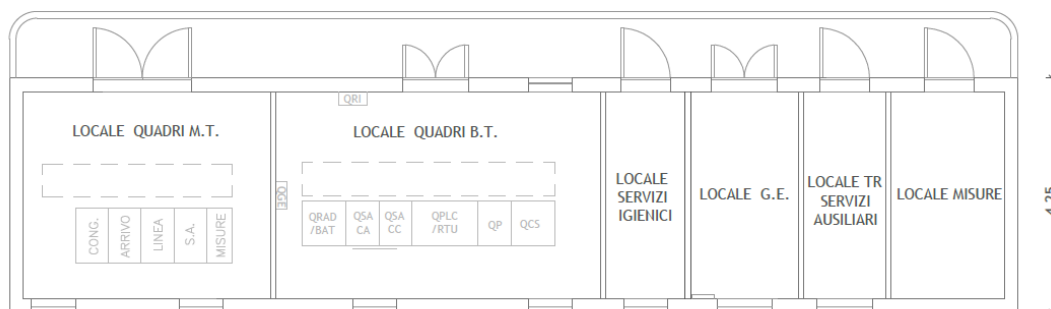 QRI
LOCALE QUADRI M.T.
LOCALE QUADRI B.T.
QGE
CONG.
ARRIVO
LINEA
S.A.
MISURE
QRAD
/BAT
QSA
CA
QSA
CC
QPLC
/RTU
QP
QCS
LOCALE
SERVIZI
IGIENICI
LOCALE G.E.
LOCALE TR
SERVIZI
AUSILIARI
LOCALE MISURE
4.25